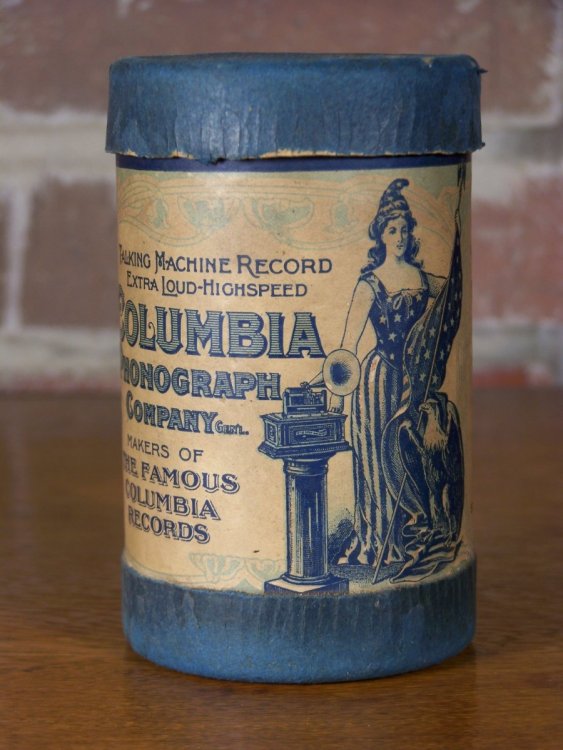 TALKING MACHINE RECORD
EXTRA LOUD-HIGHSPEED
COLUMBIA
PHONOGRAPH
COMPANY GEN'L.
MAKERS OF
THE FAMOUS
COLUMBIA
RECORDS